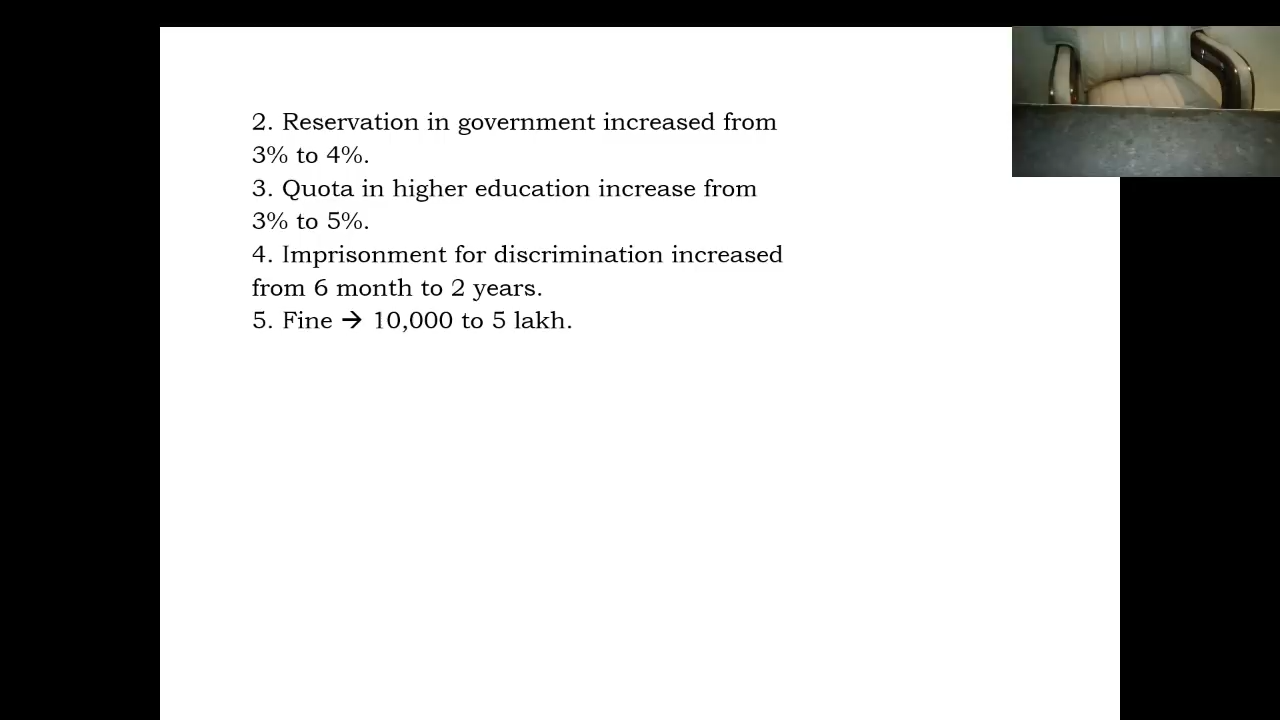 2. Reservation in government increased from
3% to 4%.
3. Quota in higher education increase from
3% to 5%.
4. Imprisonment for discrimination increased
from 6 month to 2 years.
5. Fine → 10,000 to 5 lakh.